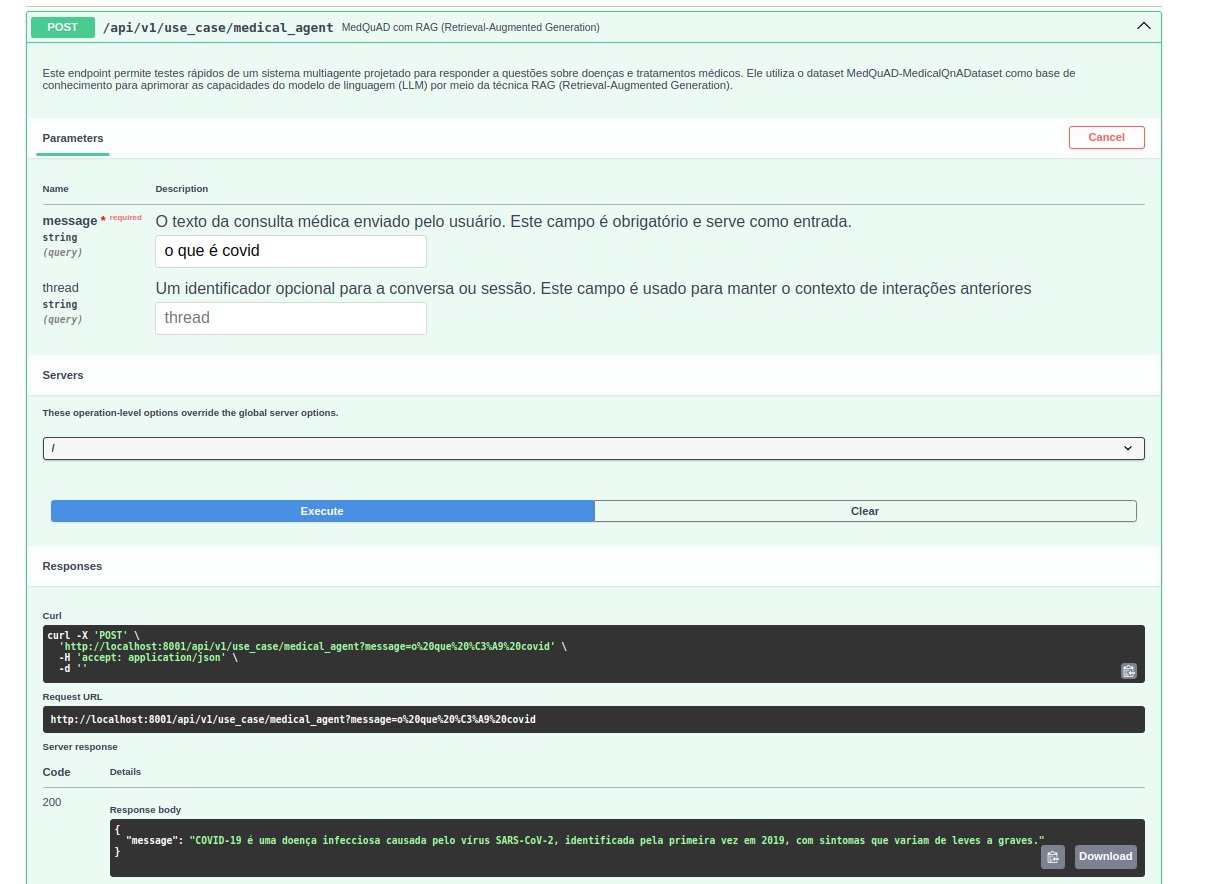 POST /api/v1/use_case/medical_agent MedQuAD com RAG (Retrieval-Augmented Generation)
Este endpoint permite testes rápidos de um sistema multiagente projetado para responder a questões sobre doenças e tratamentos médicos. Ele utiliza o dataset MedQuAD-MedicalQnADataset como base de
conhecimento para aprimorar as capacidades do modelo de linguagem (LLM) por meio da técnica RAG (Retrieval-Augmented Generation).
Parameters Cancel
Name Description
message * required O texto da consulta médica enviado pelo usuário. Este campo é obrigatório e serve como entrada.
string
(query) o que é covid
thread Um identificador opcional para a conversa ou sessão. Este campo é usado para manter o contexto de interações anteriores
string
(query) thread
Servers
These operation-level options override the global server options.
/
Execute Clear
Responses
Curl
curl -X 'POST' \
'http://localhost:8001/api/v1/use_case/medical_agent?message=o%20que%20%C3%A9%20covid' \
-H 'accept: application/json' \
-d ''
Request URL
http://localhost:8001/api/v1/use_case/medical_agent?message=o%20que%20%C3%A9%20covid
Server response
Code Details
200
Response body
{
"message": "COVID-19 é uma doença infecciosa causada pelo vírus SARS-CoV-2, identificada pela primeira vez em 2019, com sintomas que variam de leves a graves."
}
Download